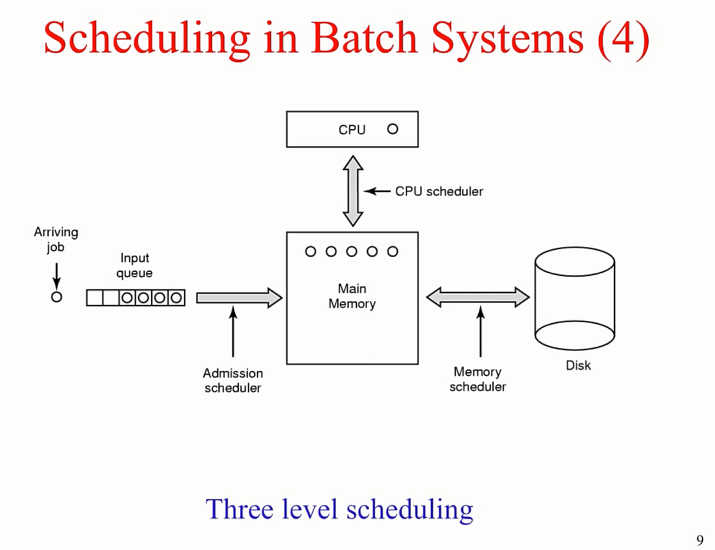 Scheduling in Batch Systems (4)
CPU
CPU scheduler
Arriving
job
Input
queue
Main
Memory
Admission
scheduler
Memory
scheduler
Disk
Three level scheduling
9